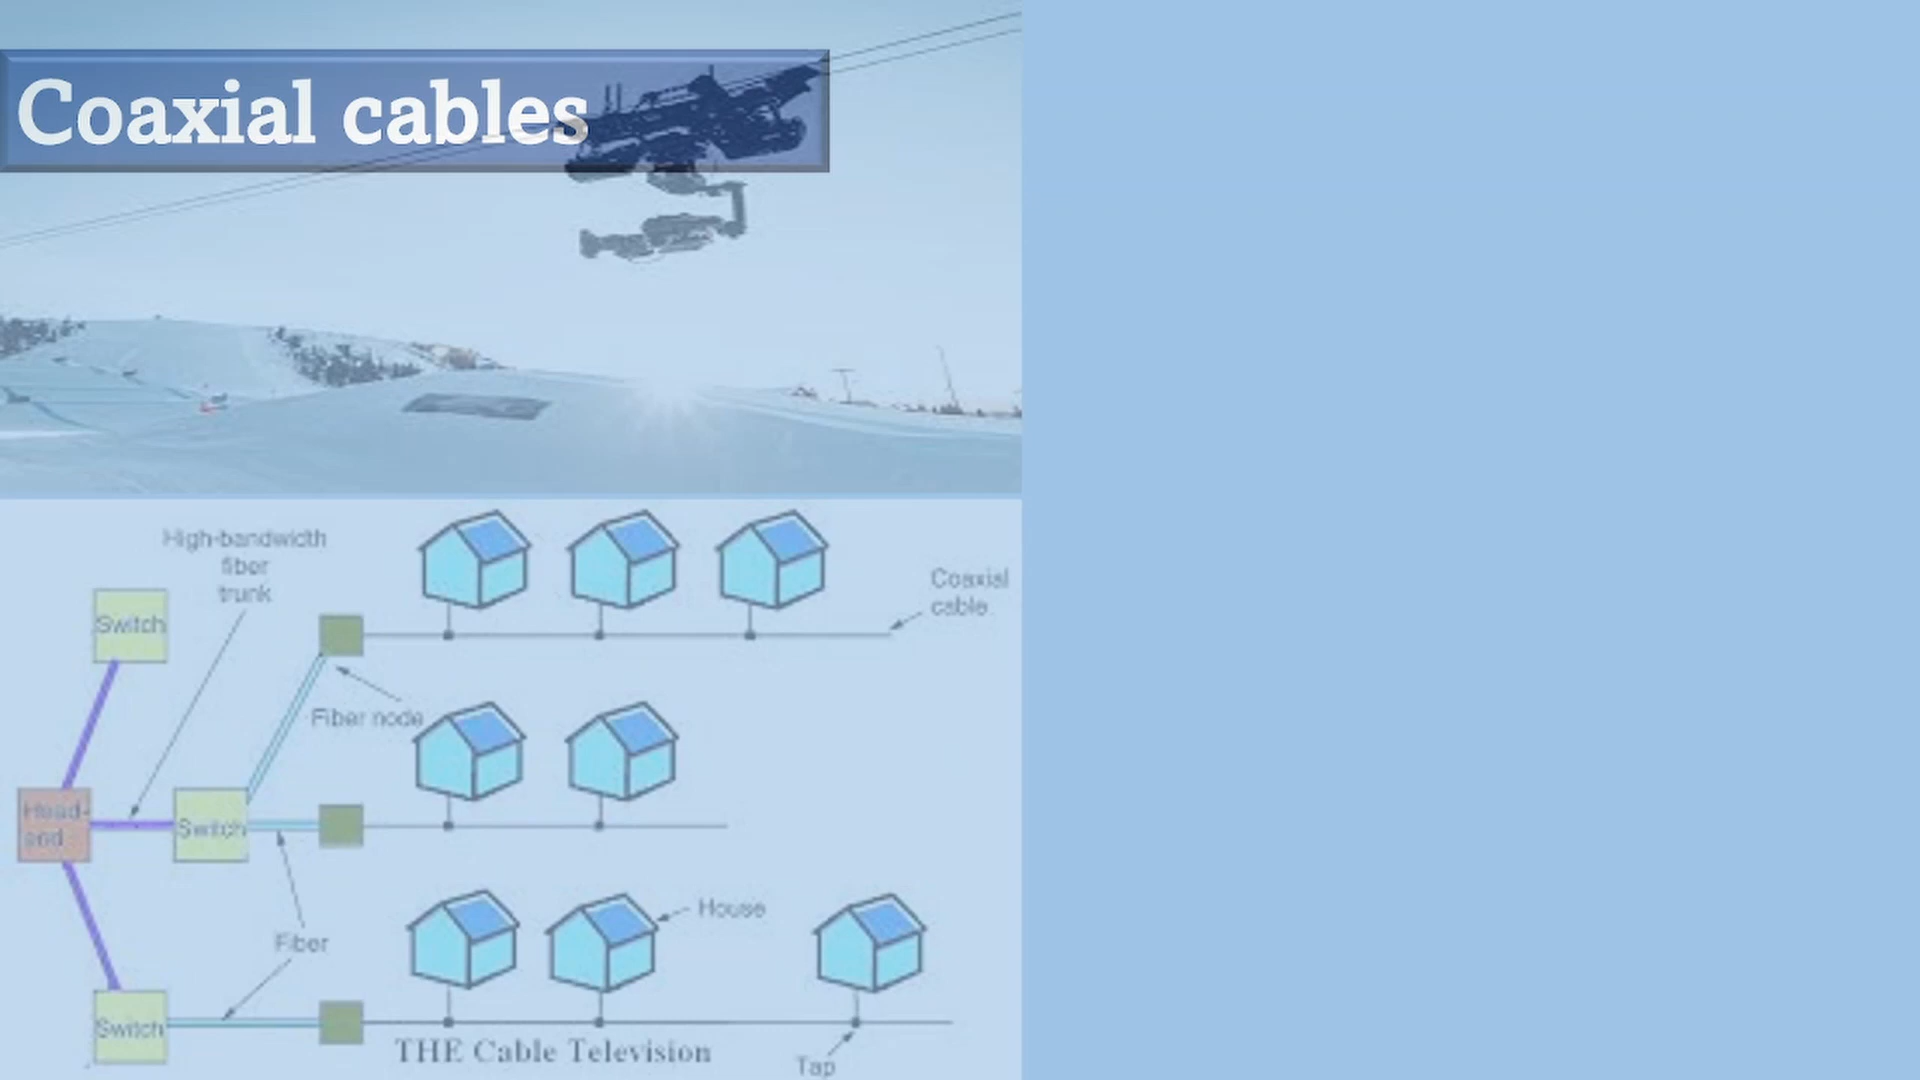 Coaxial cables
High-bandwidth
fiber
trunk
Coaxial
cable
Switch
Fiber node
Head-
end
Switch
House
Fiber
Switch
THE Cable Television
Tap